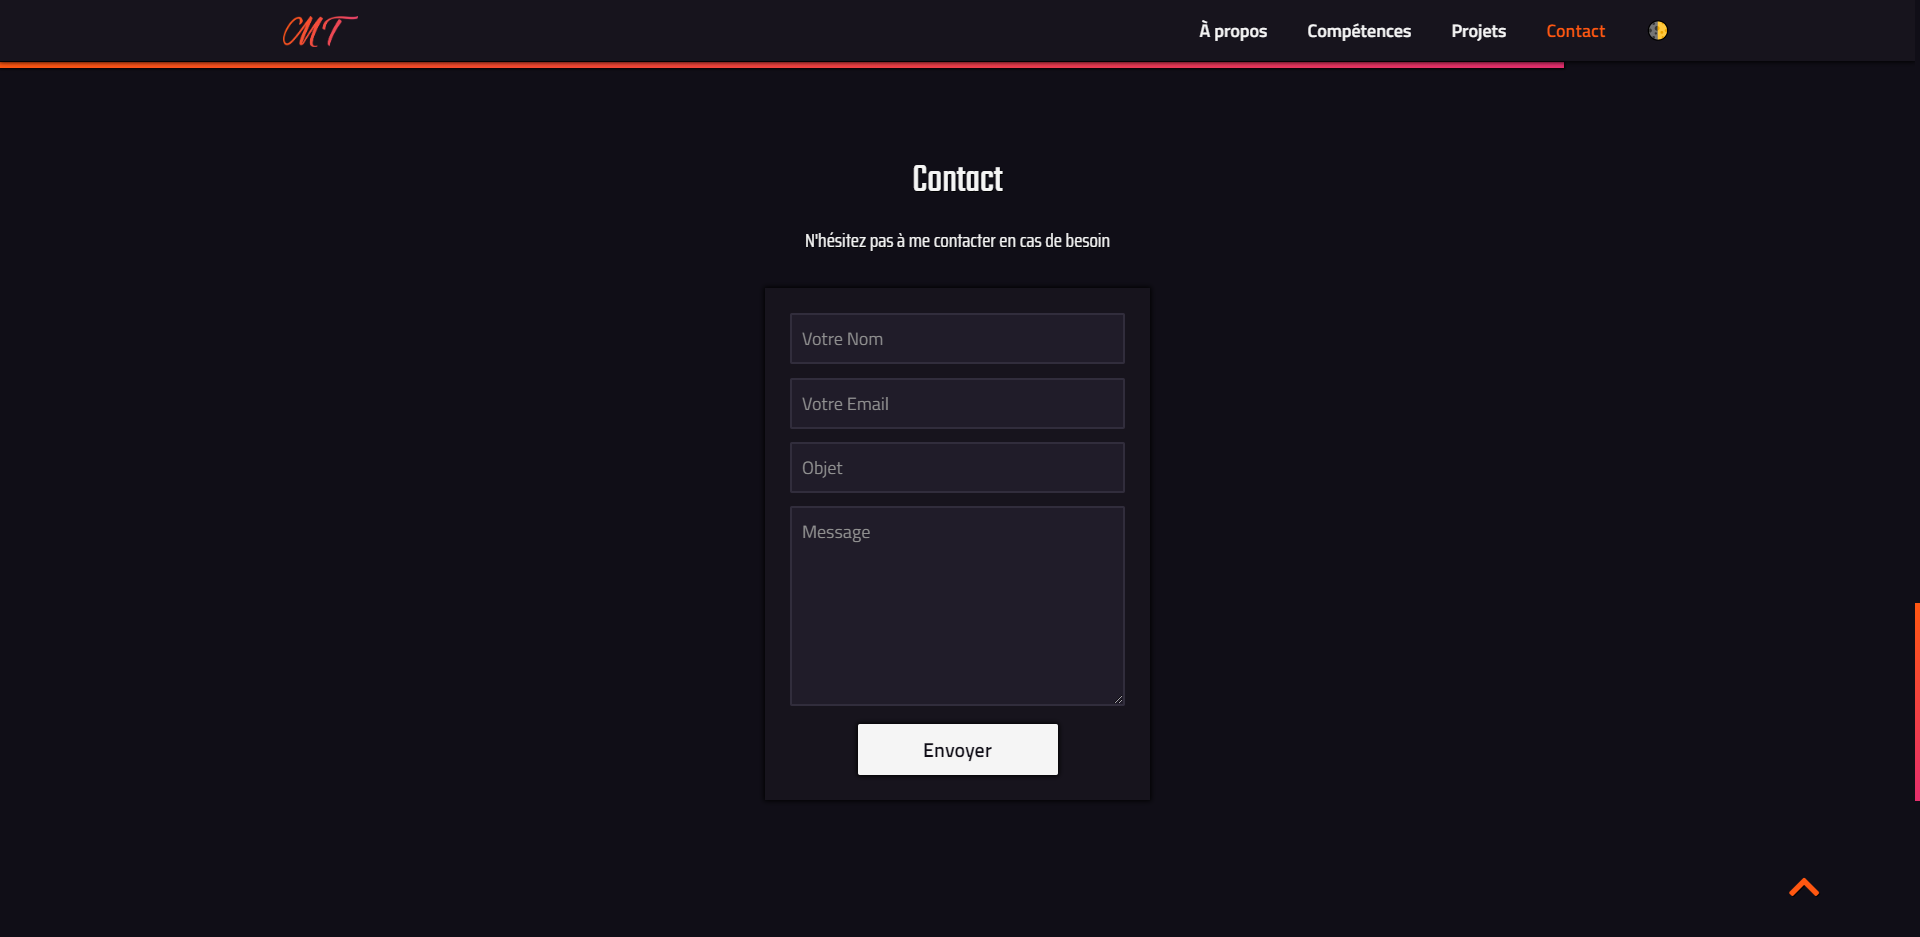 CMT
À propos
Compétences
Projets
Contact
Contact
N'hésitez pas à me contacter en cas de besoin
Votre Nom
Votre Email
Objet
Message
Envoyer